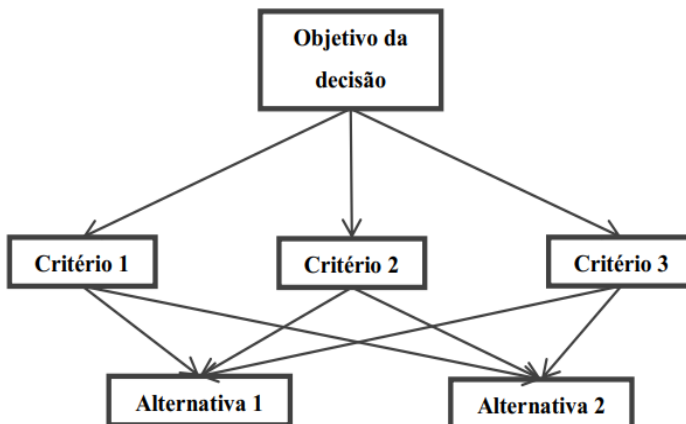 Objetivo da
decisão
Critério 1
Critério 2
Critério 3
Alternativa 1
Alternativa 2